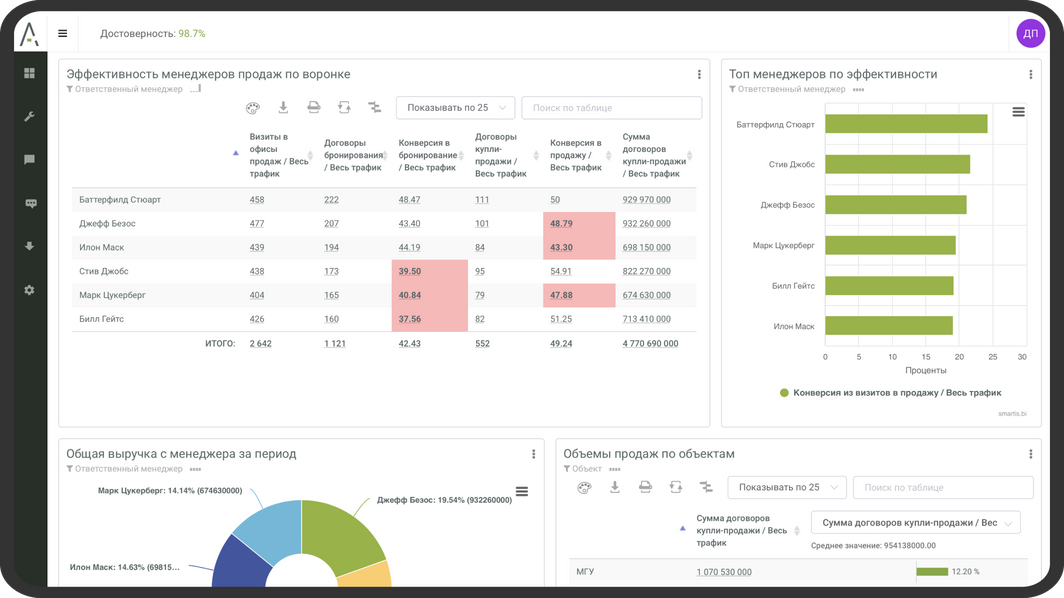 Достоверность: 98.7%
ДП
Эффективность менеджеров продаж по воронке
Ответственный менеджер
Показывать по 25
Поиск по таблице
Визиты в офисы продаж / Весь трафик
Договоры бронирования / Весь трафик
Конверсия в бронирование / Весь трафик
Договоры купли-продажи / Весь трафик
Конверсия в продажу / Весь трафик
Сумма договоров купли-продажи / Весь трафик
Баттерфилд Стюарт 458 222 48.47 111 50 929 970 000
Джефф Безос 477 207 43.40 101 48.79 932 260 000
Илон Маск 439 194 44.19 84 43.30 698 150 000
Стив Джобс 438 173 39.50 95 54.91 822 270 000
Марк Цукерберг 404 165 40.84 79 47.88 674 630 000
Билл Гейтс 426 160 37.56 82 51.25 713 410 000
ИТОГО: 2 642 1 121 42.43 552 49.24 4 770 690 000
Топ менеджеров по эффективности
Ответственный менеджер
Баттерфилд Стюарт
Стив Джобс
Джефф Безос
Марк Цукерберг
Билл Гейтс
Илон Маск
0 5 10 15 20 25 30
Проценты
Конверсия из визитов в продажу / Весь трафик
smartis.bi
Общая выручка с менеджера за период
Ответственный менеджер
Марк Цукерберг: 14.14% (674630000)
Джефф Безос: 19.54% (932260000)
Илон Маск: 14.63% (69815...
Объемы продаж по объектам
Объект
Показывать по 25
Поиск по таблице
Сумма договоров
купли-продажи / Весь
трафик
Сумма договоров купли-продажи / Вес
Среднее значение: 954138000.00
МГУ 1 070 530 000 12.20 %